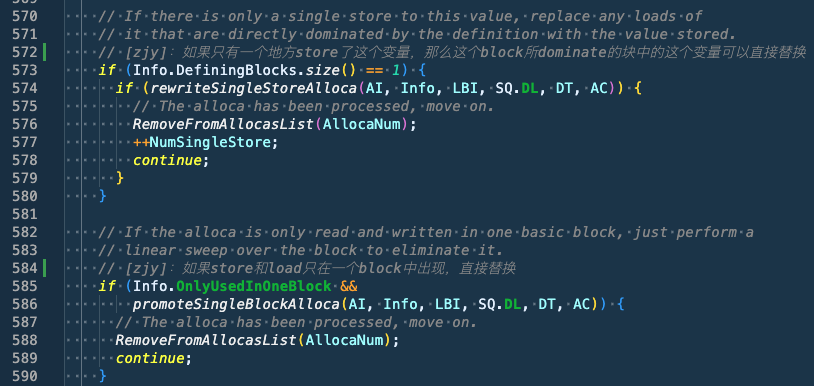 570 // If there is only a single store to this value, replace any loads of
571 // it that are directly dominated by the definition with the value stored.
572 // [zjy]: 如果只有一个地方store了这个变量，那么这个block所dominate的块中的这个变量可以直接替换
573 if (Info.DefiningBlocks.size() == 1) {
574 if (rewriteSingleStoreAlloca(AI, Info, LBI, SQ.DL, DT, AC)) {
575 // The alloca has been processed, move on.
576 RemoveFromAllocasList(AllocaNum);
577 ++NumSingleStore;
578 continue;
579 }
580 }
581
582 // If the alloca is only read and written in one basic block, just perform a
583 // linear sweep over the block to eliminate it.
584 // [zjy]: 如果store和load只在一个block中出现，直接替换
585 if (Info.OnlyUsedInOneBlock &&
586 promoteSingleBlockAlloca(AI, Info, LBI, SQ.DL, DT, AC)) {
587 // The alloca has been processed, move on.
588 RemoveFromAllocasList(AllocaNum);
589 continue;
590 }